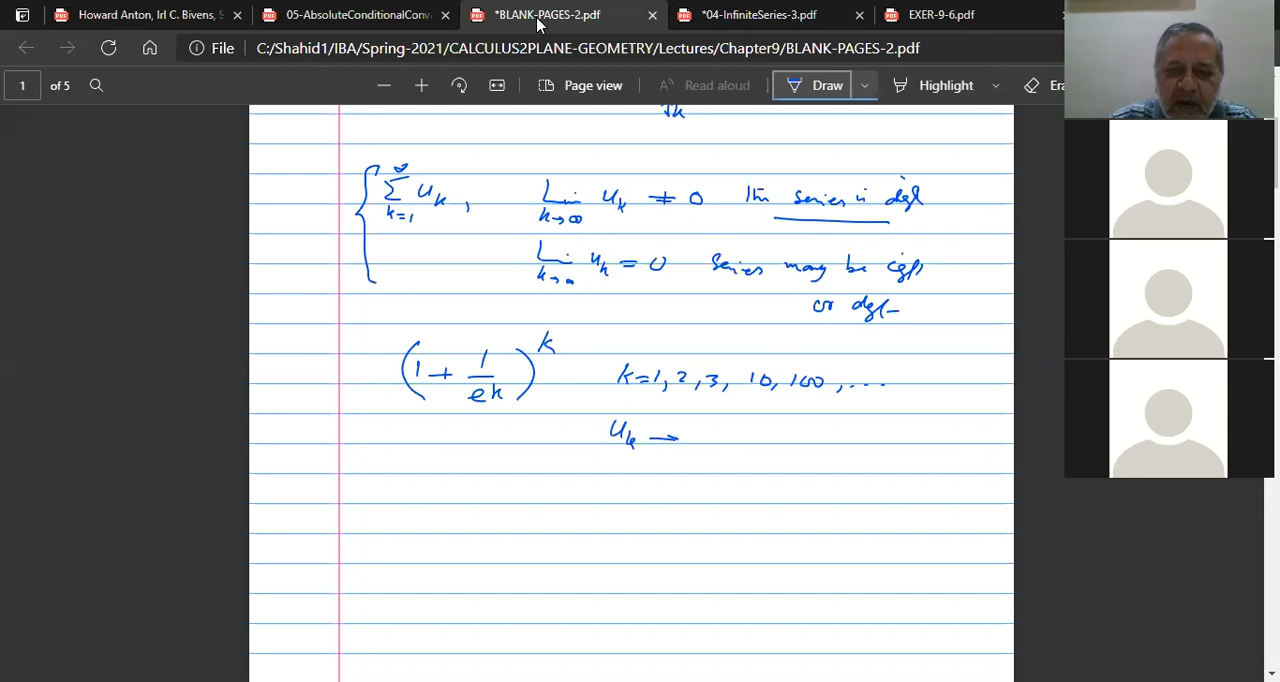 Howard Anton, Irl C. Bivens, S
05-AbsoluteConditionalConv
*BLANK-PAGES-2.pdf
*04-InfiniteSeries-3.pdf
EXER-9-6.pdf
File C:/Shahid1/IBA/Spring-2021/CALCULUS2PLANE-GEOMETRY/Lectures/Chapter9/BLANK-PAGES-2.pdf
1 of 5 Page view Read aloud Draw Highlight Era
√k
∑_{k=1}^{∞} u_k , Lim_{k→∞} u_k ≠ 0 the series is dgt
Lim_{k→∞} u_k = 0 series may be cgt
or dgt
(1 + 1/ek)^k k=1, 2, 3, 10, 100, ...
u_k →